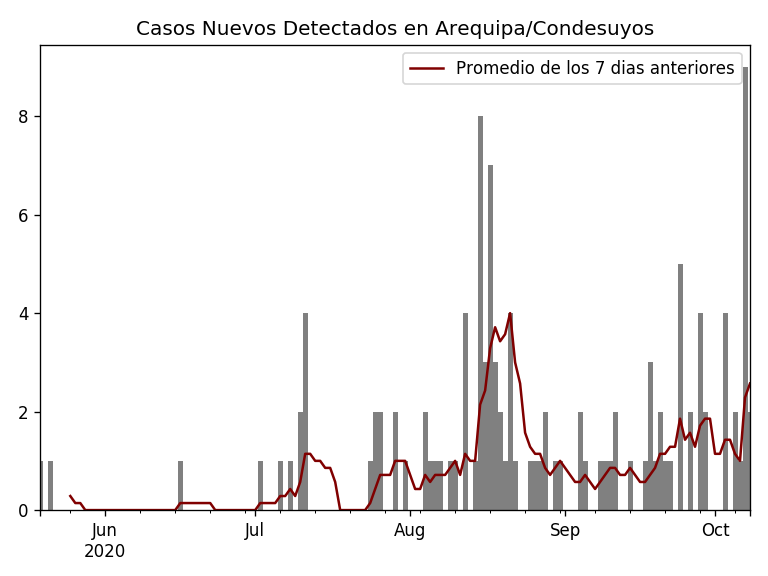 Casos Nuevos Detectados en Arequipa/Condesuyos
Promedio de los 7 dias anteriores
8
6
4
2
0
Jun Jul Aug Sep Oct
2020